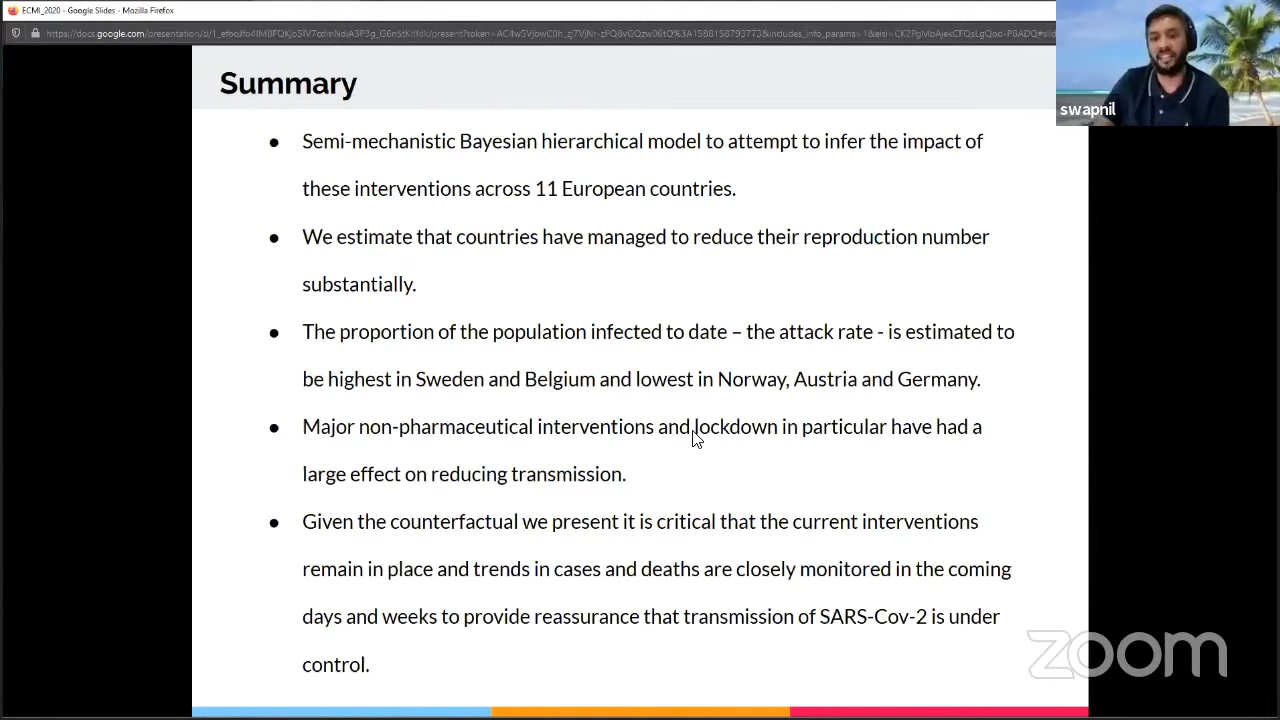 ECMI_2020 - Google Slides - Mozilla Firefox
Summary
swapnil
● Semi-mechanistic Bayesian hierarchical model to attempt to infer the impact of
these interventions across 11 European countries.
● We estimate that countries have managed to reduce their reproduction number
substantially.
● The proportion of the population infected to date – the attack rate - is estimated to
be highest in Sweden and Belgium and lowest in Norway, Austria and Germany.
● Major non-pharmaceutical interventions and lockdown in particular have had a
large effect on reducing transmission.
● Given the counterfactual we present it is critical that the current interventions
remain in place and trends in cases and deaths are closely monitored in the coming
days and weeks to provide reassurance that transmission of SARS-Cov-2 is under
control.
zoom